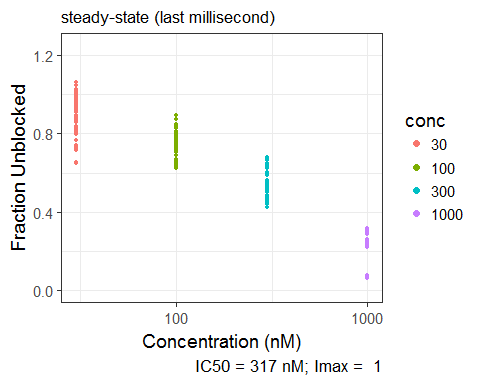 steady-state (last millisecond)
Fraction Unblocked
1.2
0.8
0.4
0.0
100
1000
Concentration (nM)
IC50 = 317 nM; Imax = 1
conc
30
100
300
1000